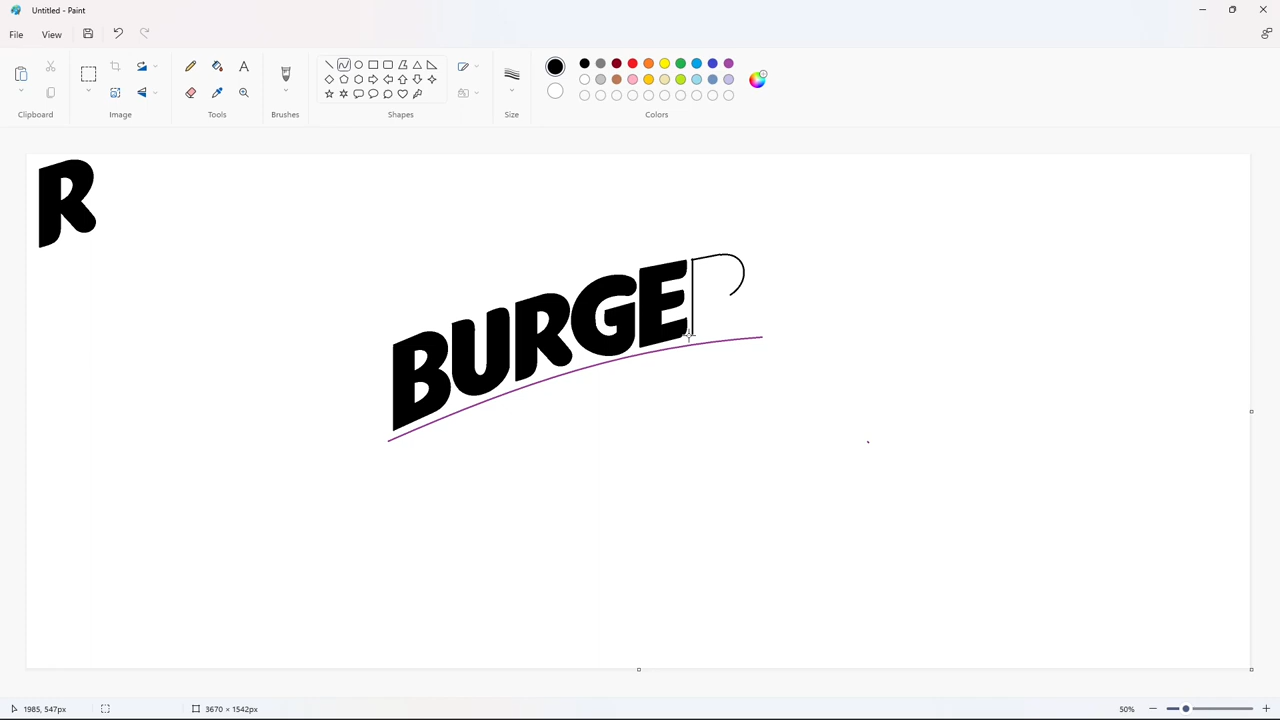 Untitled - Paint
File View
Clipboard Image Tools Brushes Shapes Size Colors
R
BURGE
1985, 547px 3670 × 1542px 50%